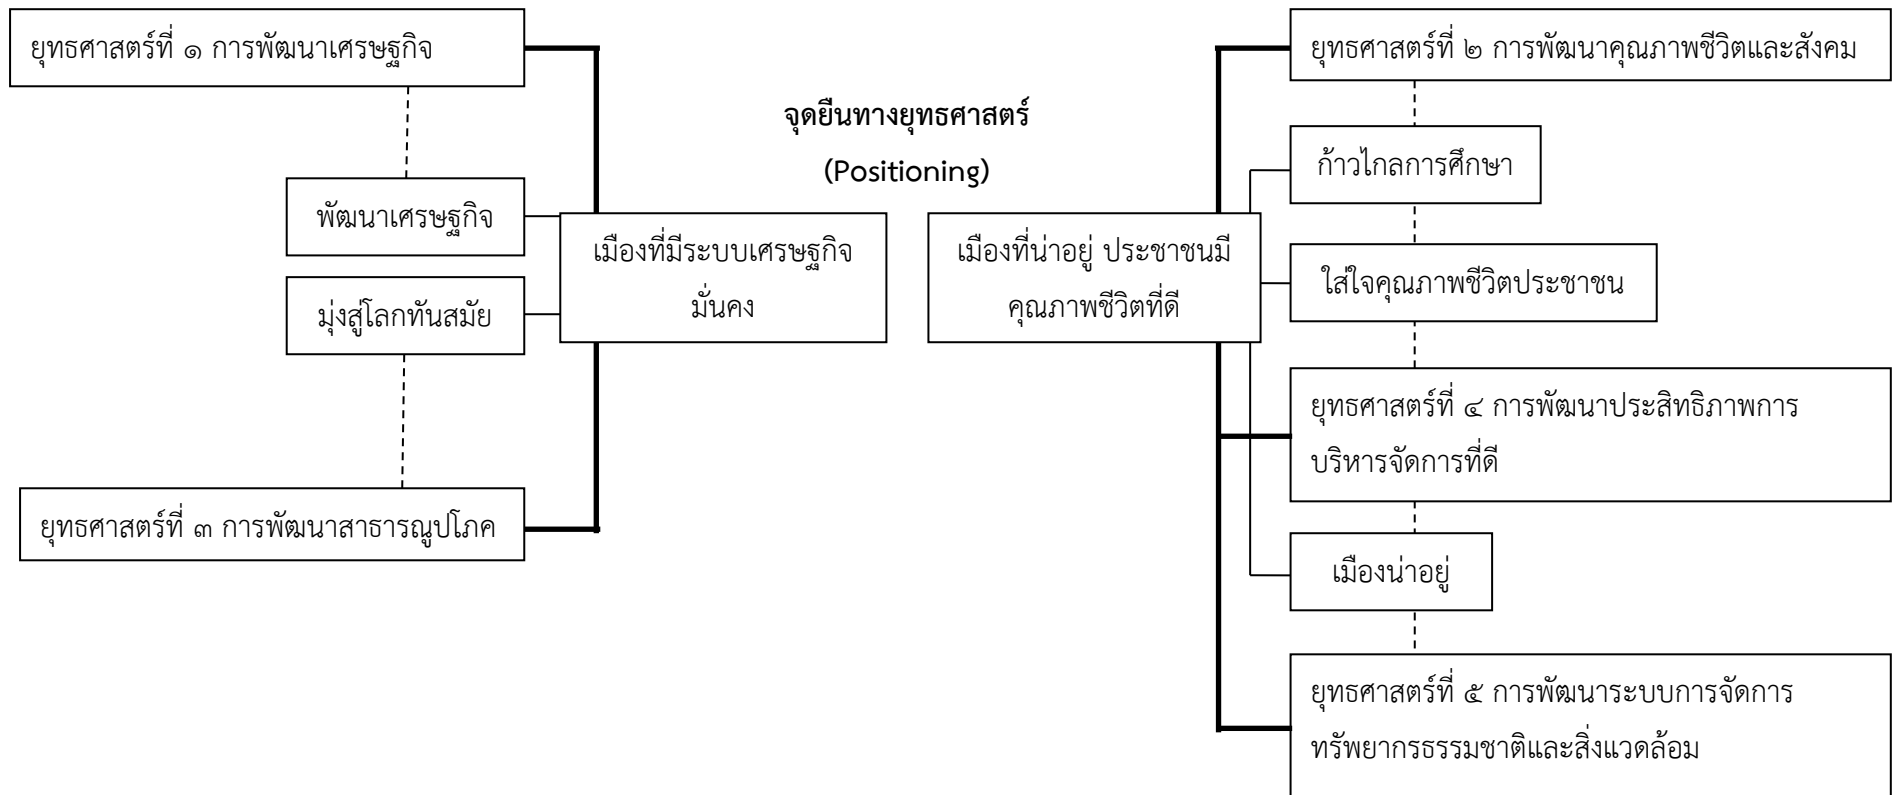 ยุทธศาสตร์ที่ ๑ การพัฒนาเศรษฐกิจ
ยุทธศาสตร์ที่ ๒ การพัฒนาคุณภาพชีวิตและสังคม
จุดยืนทางยุทธศาสตร์
(Positioning)
ก้าวไกลการศึกษา
พัฒนาเศรษฐกิจ
เมืองที่มีระบบเศรษฐกิจ
มั่นคง
เมืองที่น่าอยู่ ประชาชนมี
คุณภาพชีวิตที่ดี
ใส่ใจคุณภาพชีวิตประชาชน
มุ่งสู่โลกทันสมัย
ยุทธศาสตร์ที่ ๔ การพัฒนาประสิทธิภาพการ
บริหารจัดการที่ดี
ยุทธศาสตร์ที่ ๓ การพัฒนาสาธารณูปโภค
เมืองน่าอยู่
ยุทธศาสตร์ที่ ๕ การพัฒนาระบบการจัดการ
ทรัพยากรธรรมชาติและสิ่งแวดล้อม